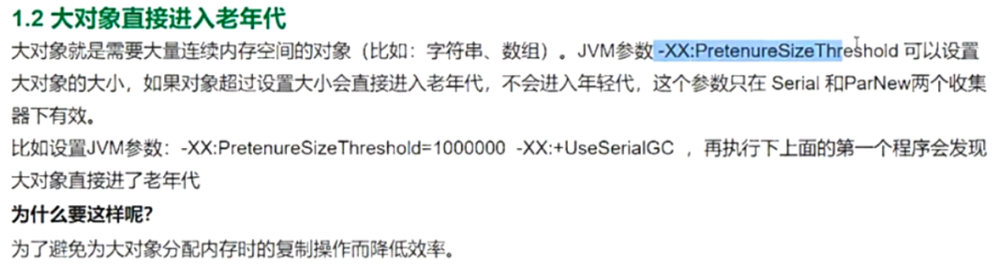 1.2 大对象直接进入老年代
大对象就是需要大量连续内存空间的对象（比如：字符串、数组）。JVM参数 -XX:PretenureSizeThreshold 可以设置
大对象的大小，如果对象超过设置大小会直接进入老年代，不会进入年轻代，这个参数只在 Serial 和ParNew两个收集
器下有效。
比如设置JVM参数：-XX:PretenureSizeThreshold=1000000 -XX:+UseSerialGC ，再执行下上面的第一个程序会发现
大对象直接进了老年代
为什么要这样呢?
为了避免为大对象分配内存时的复制操作而降低效率。